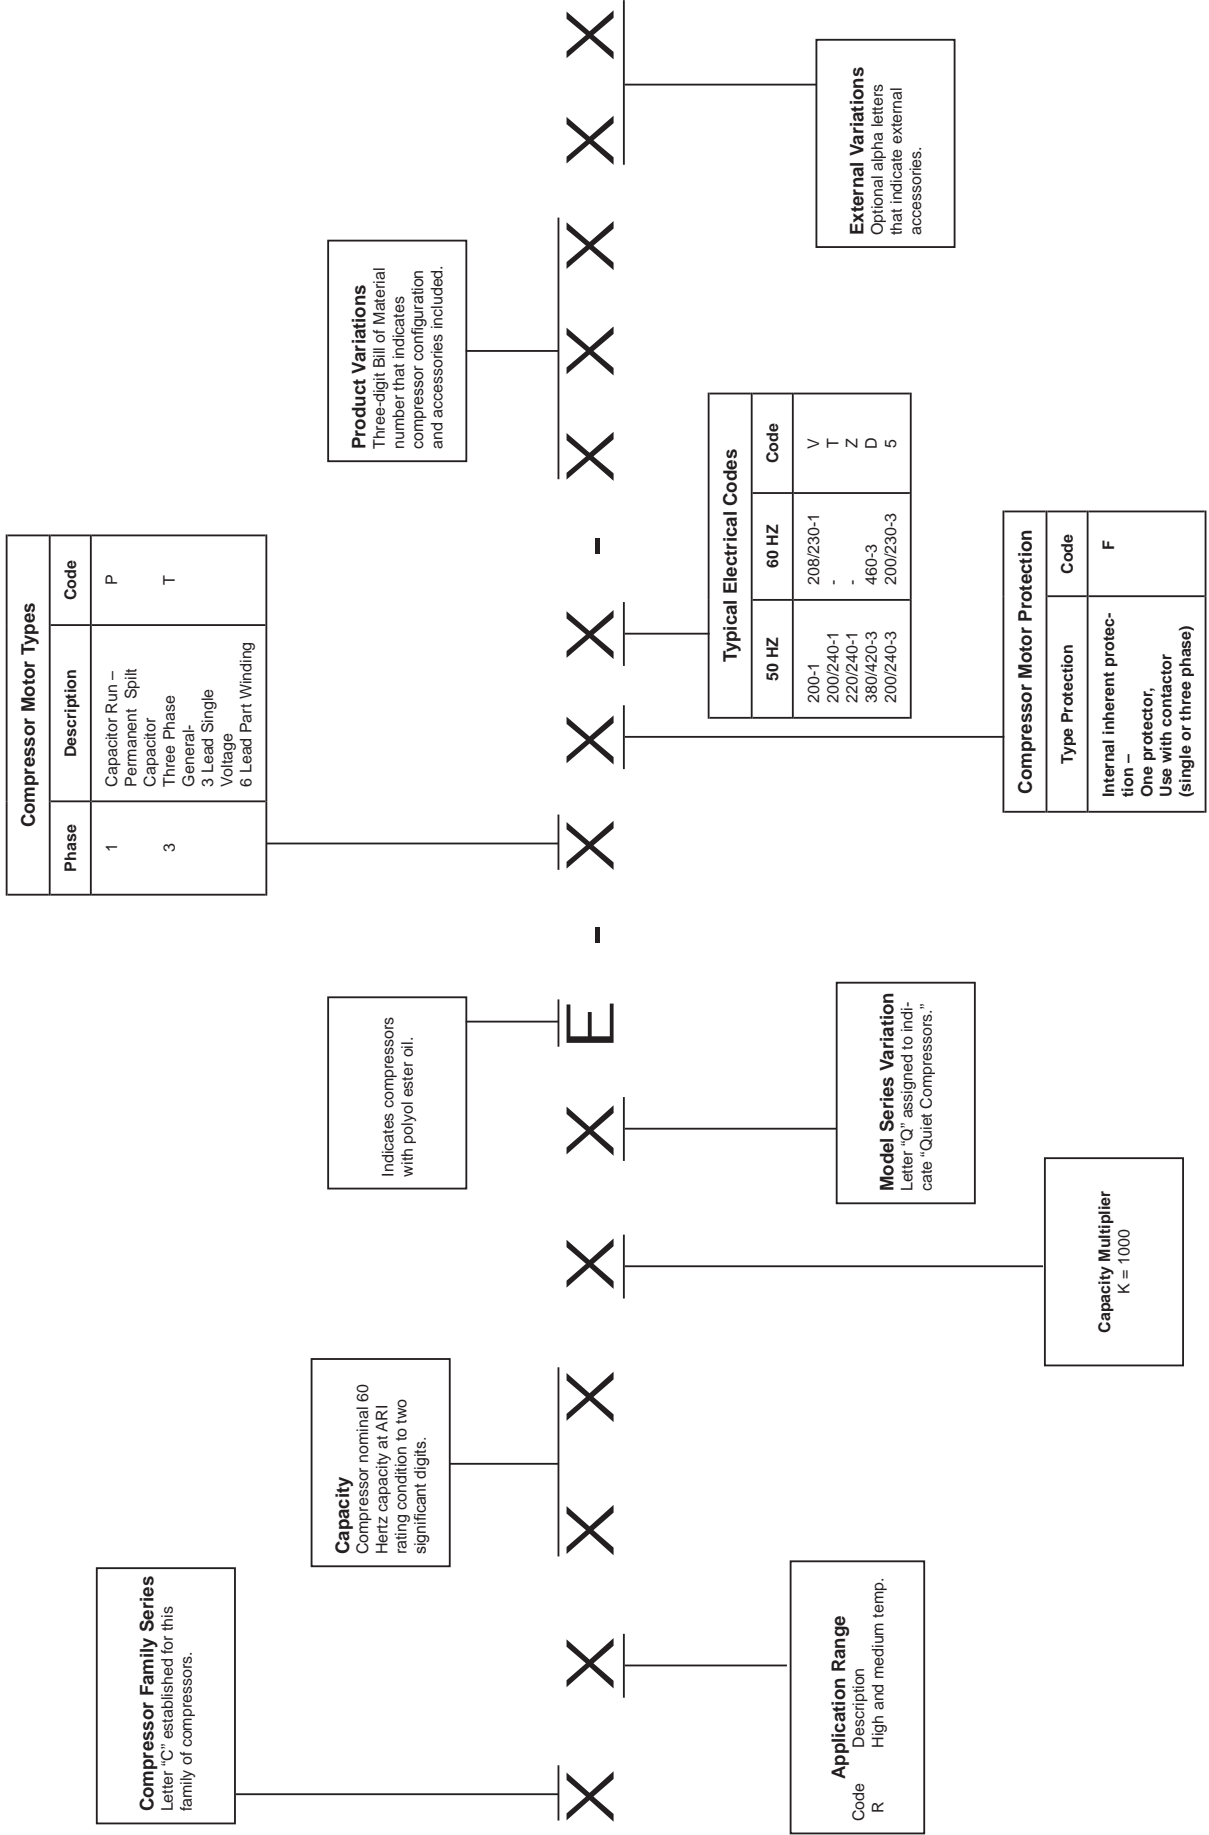 Compressor Family Series
Letter “C” established for this
family of compressors.
Capacity
Compressor nominal 60
Hertz capacity at ARI
rating condition to two
significant digits.
Indicates compressors
with polyol ester oil.
Compressor Motor Types
Phase Description Code
1 Capacitor Run – P
Permanent Spilt
Capacitor
3 Three Phase T
General-
3 Lead Single
Voltage
6 Lead Part Winding
Product Variations
Three-digit Bill of Material
number that indicates
compressor configuration
and accessories included.
X X X X X X E - X X X - X X X X X
Application Range
Code Description
R High and medium temp.
Capacity Multiplier
K = 1000
Model Series Variation
Letter “Q” assigned to indi-
cate “Quiet Compressors.”
Compressor Motor Protection
Type Protection Code
Internal inherent protec- F
tion –
One protector,
Use with contactor
(single or three phase)
Typical Electrical Codes
50 HZ 60 HZ Code
200-1 208/230-1 V
200/240-1 - T
220/240-1 - Z
380/420-3 460-3 D
200/240-3 200/230-3 5
External Variations
Optional alpha letters
that indicate external
accessories.